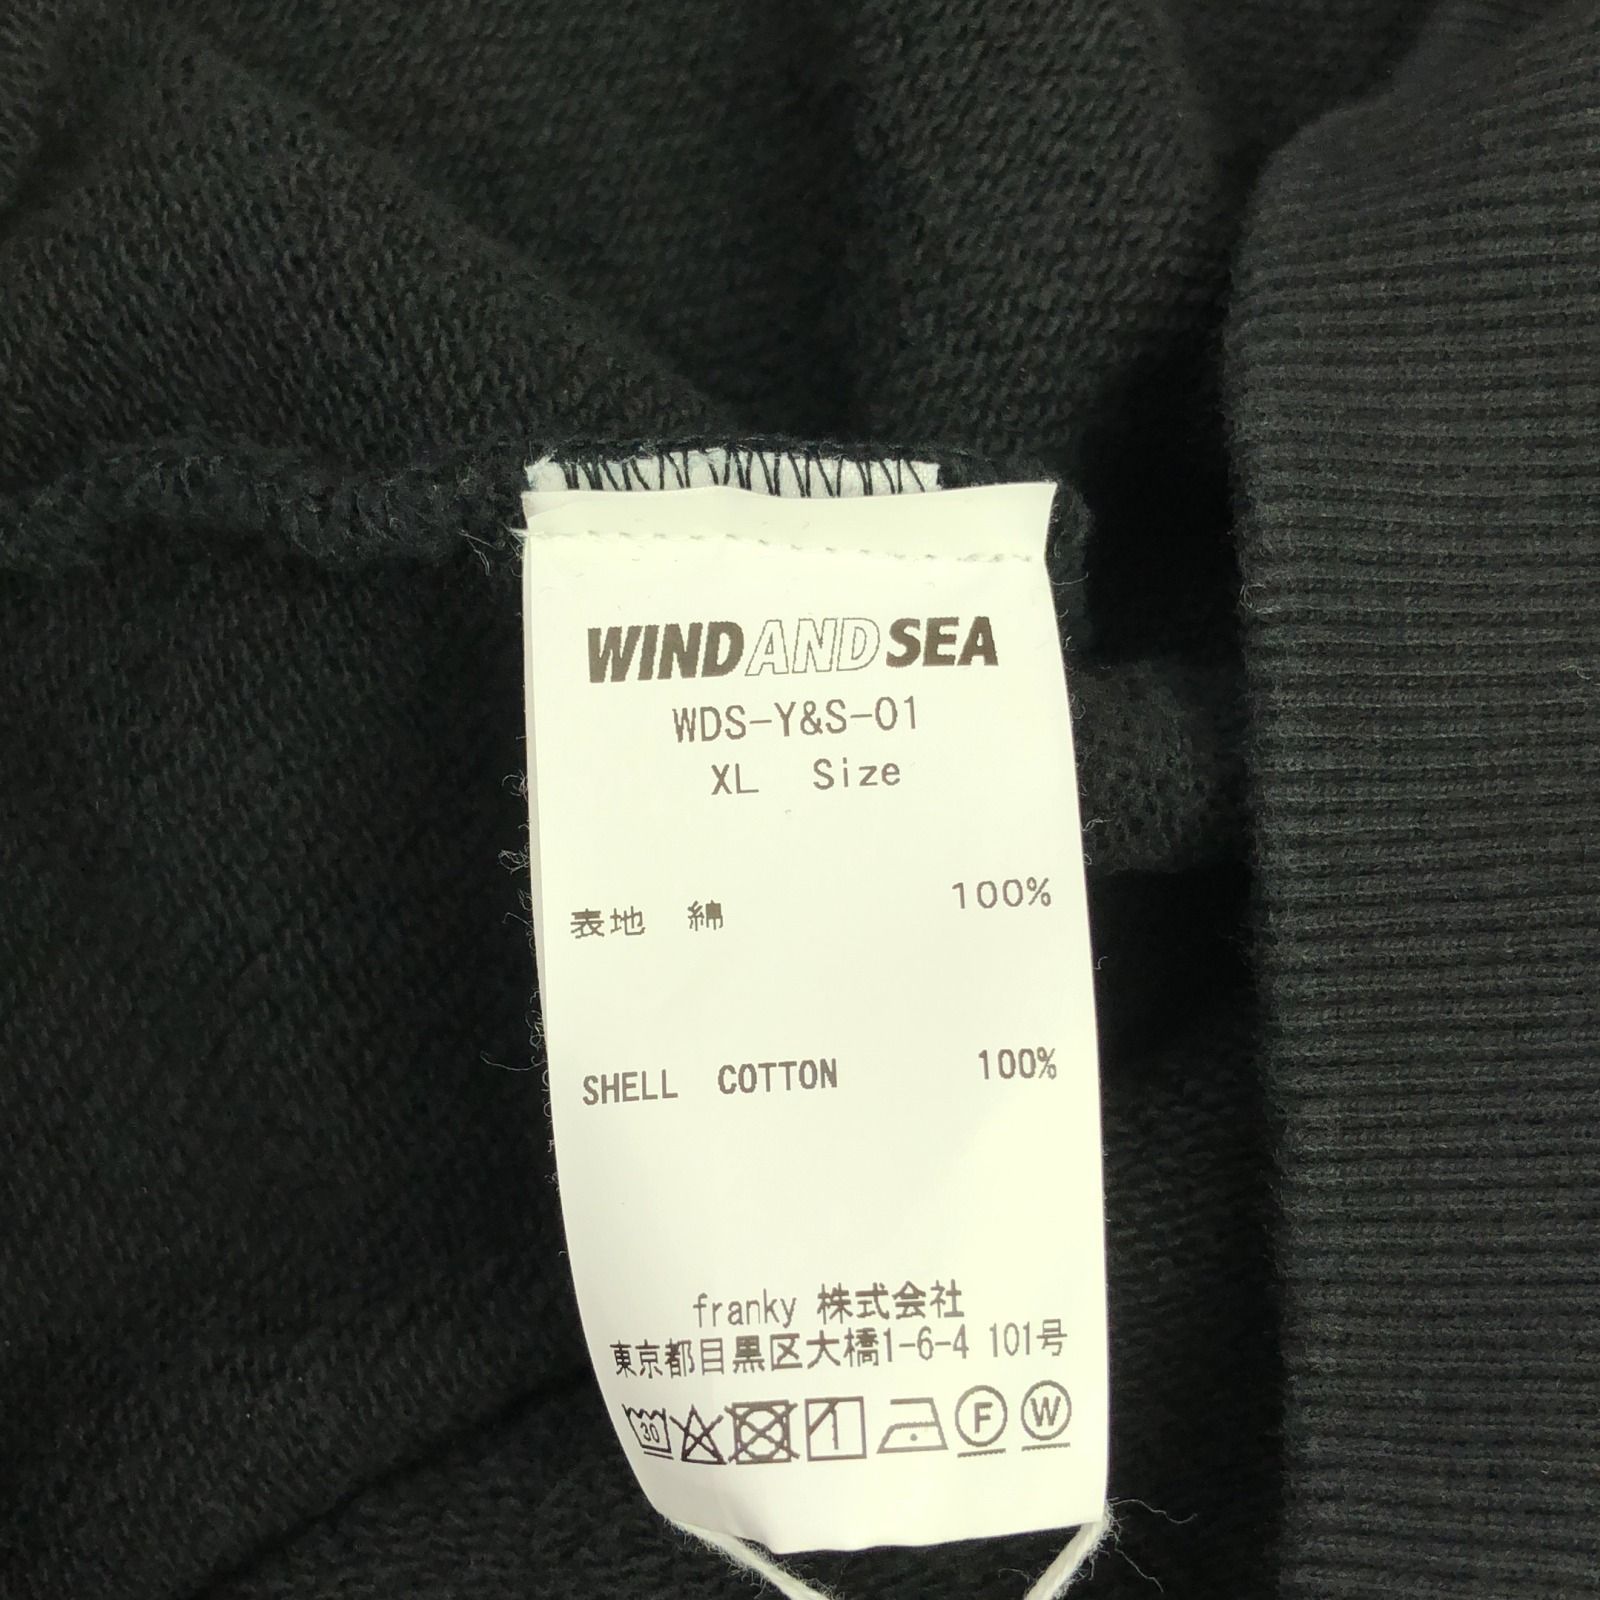 WINDANDSEA
WDS-Y&S-01
XL Size
表地 綿 100%
SHELL COTTON 100%
franky 株式会社
東京都目黒区大橋1-6-4 101号
30 F W